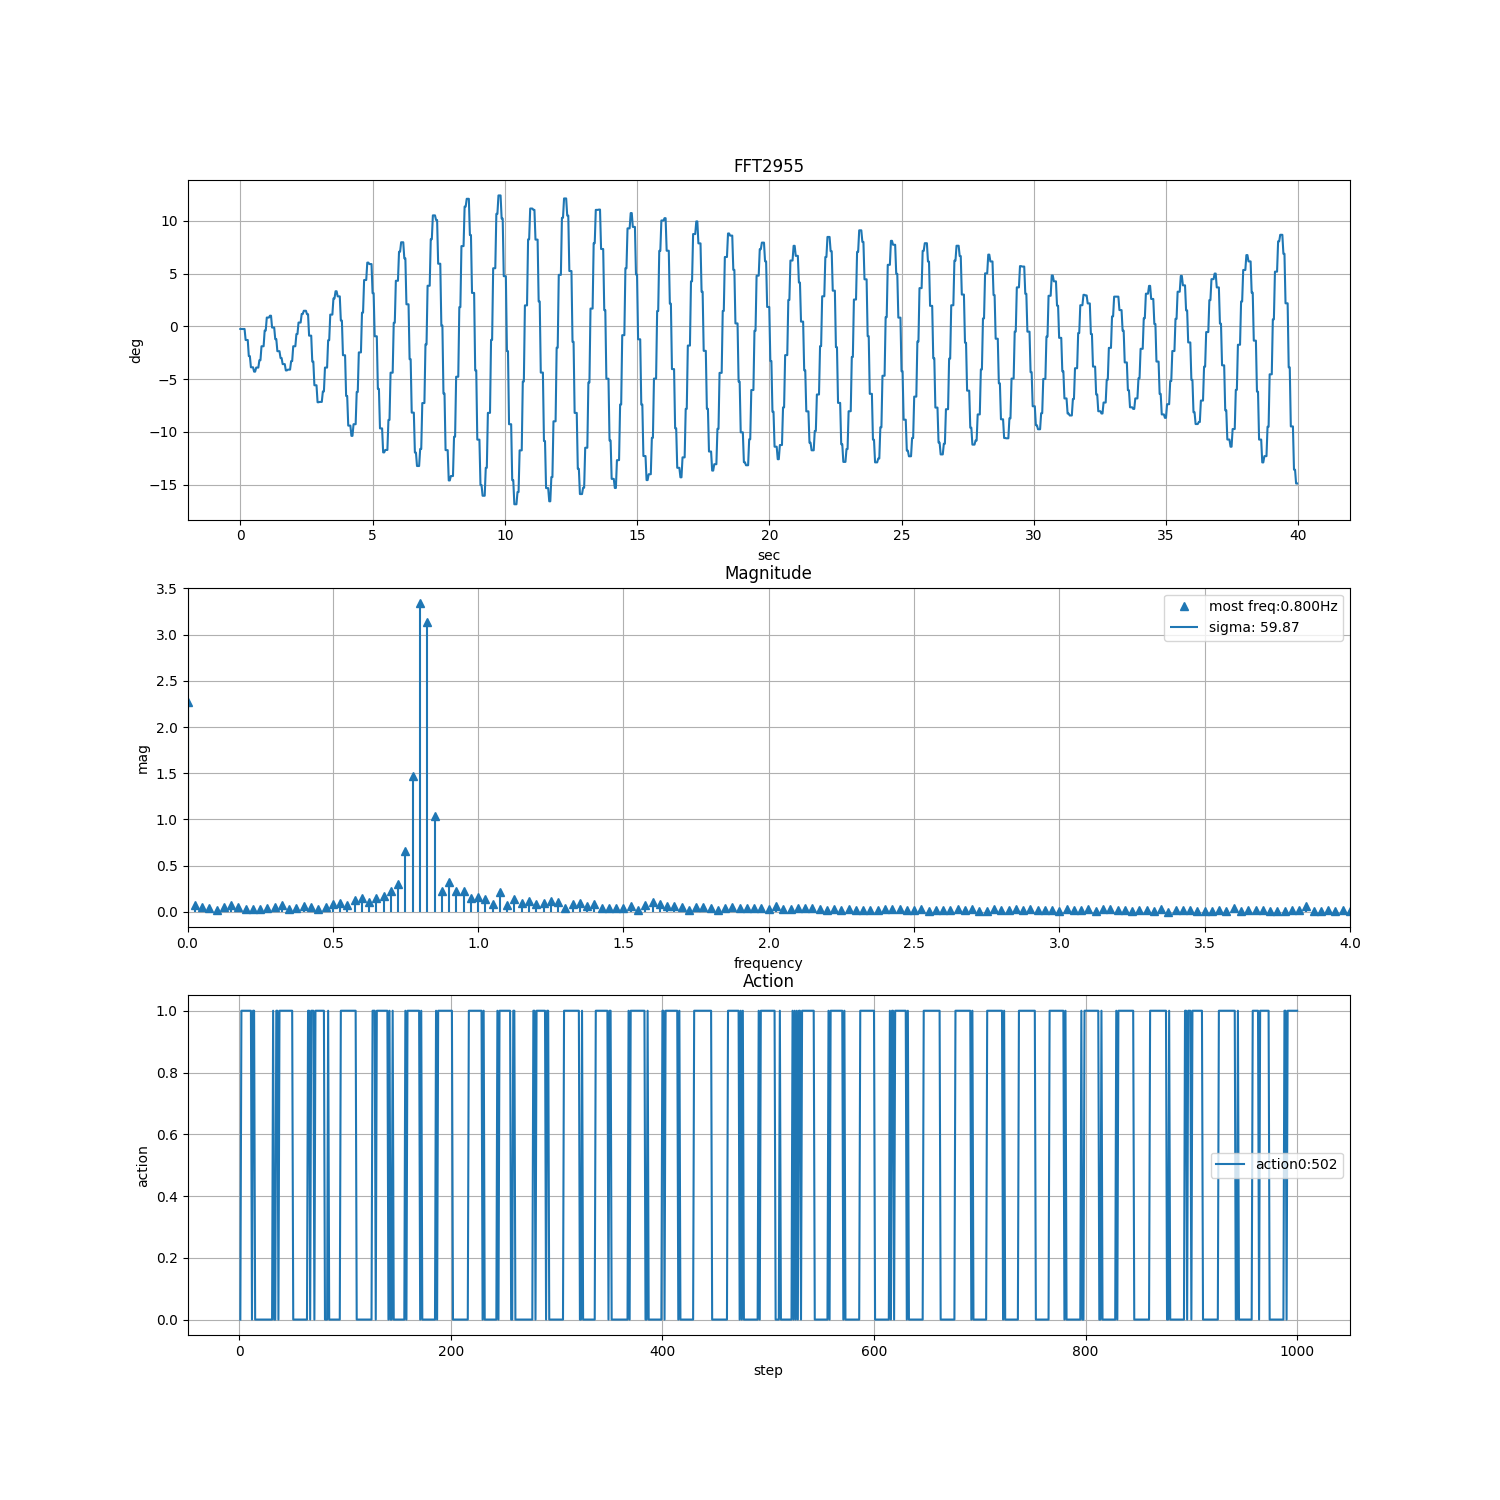 FFT2955
10
5
0
−5
−10
−15
deg
0 5 10 15 20 25 30 35 40
sec
Magnitude
3.5
3.0
2.5
2.0
1.5
1.0
0.5
0.0
mag
most freq:0.800Hz
sigma: 59.87
0.0 0.5 1.0 1.5 2.0 2.5 3.0 3.5 4.0
frequency
Action
1.0
0.8
0.6
0.4
0.2
0.0
action
action0:502
0 200 400 600 800 1000
step